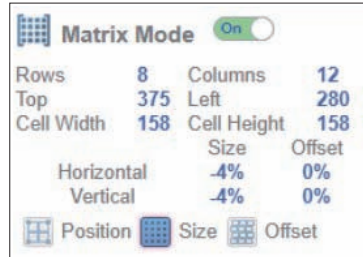 Matrix Mode On
Rows 8 Columns 12
Top 375 Left 280
Cell Width 158 Cell Height 158
Size Offset
Horizontal -4% 0%
Vertical -4% 0%
Position Size Offset